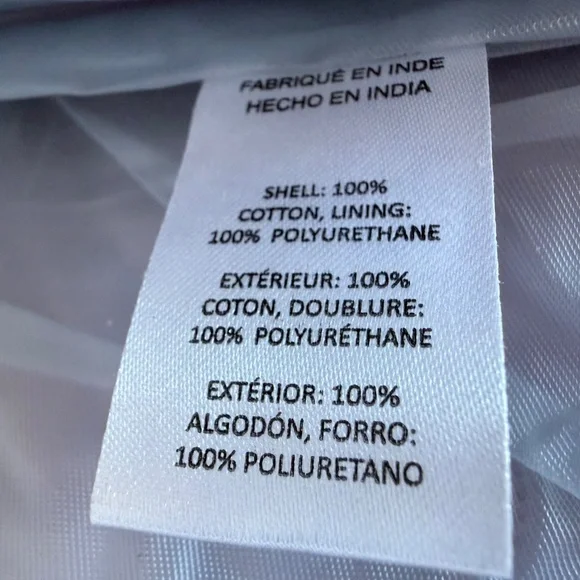 FABRIQUÉ EN INDE
HECHO EN INDIA
SHELL: 100%
COTTON, LINING:
100% POLYURETHANE
EXTÉRIEUR: 100%
COTON, DOUBLURE:
100% POLYURÉTHANE
EXTÉRIOR: 100%
ALGODÓN, FORRO:
100% POLIURETANO